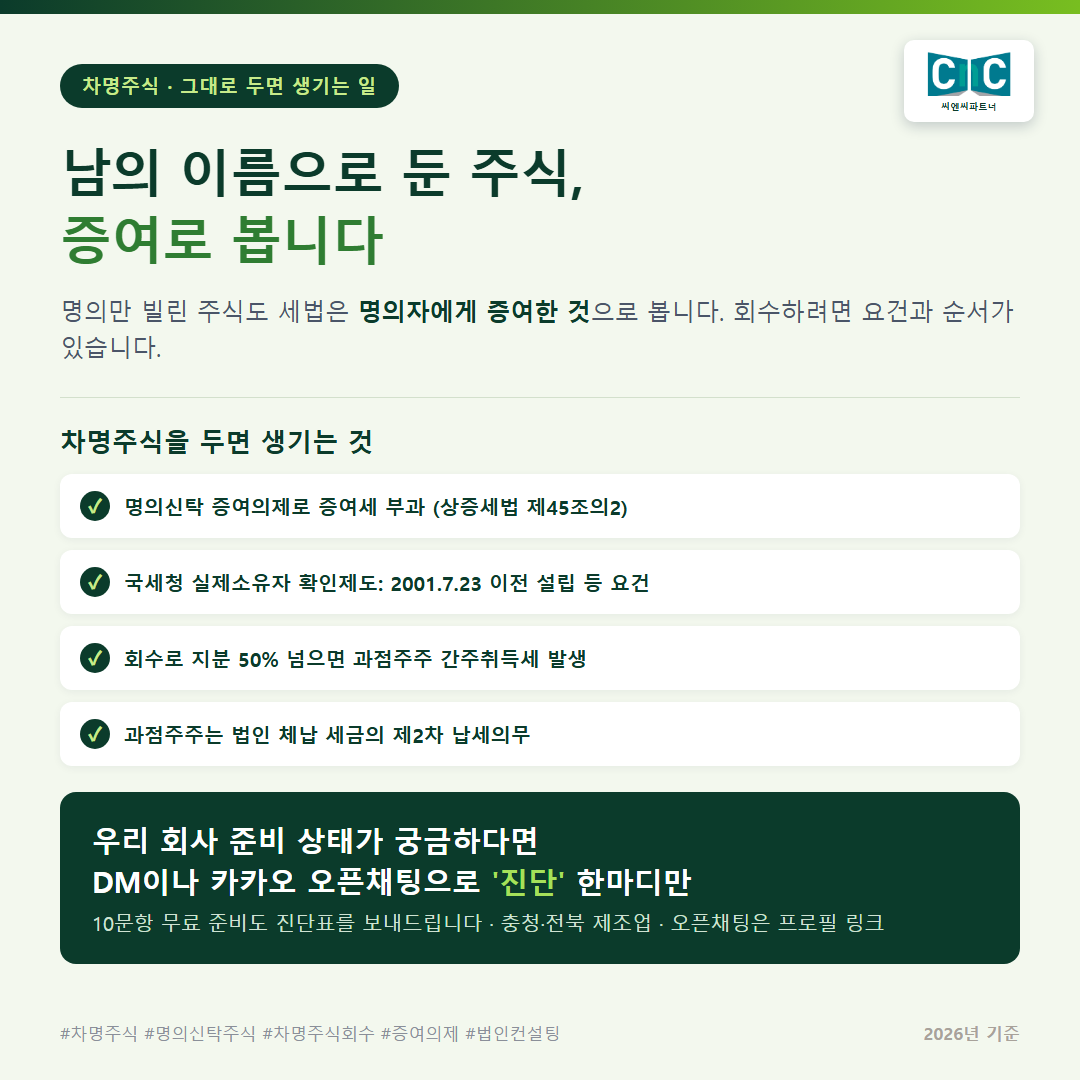 차명주식 · 그대로 두면 생기는 일
CnC
씨엔씨파트너
남의 이름으로 둔 주식,
증여로 봅니다
명의만 빌린 주식도 세법은 명의자에게 증여한 것으로 봅니다. 회수하려면 요건과 순서가
있습니다.
차명주식을 두면 생기는 것
✓ 명의신탁 증여의제로 증여세 부과 (상증세법 제45조의2)
✓ 국세청 실제소유자 확인제도: 2001.7.23 이전 설립 등 요건
✓ 회수로 지분 50% 넘으면 과점주주 간주취득세 발생
✓ 과점주주는 법인 체납 세금의 제2차 납세의무
우리 회사 준비 상태가 궁금하다면
DM이나 카카오 오픈채팅으로 '진단' 한마디만
10문항 무료 준비도 진단표를 보내드립니다 · 충청·전북 제조업 · 오픈채팅은 프로필 링크
#차명주식 #명의신탁주식 #차명주식회수 #증여의제 #법인컨설팅
2026년 기준